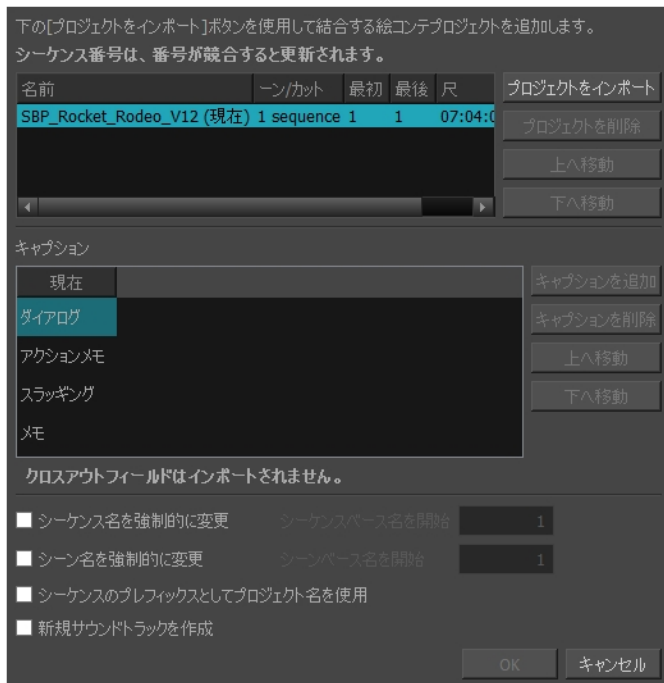 下の[プロジェクトをインポート]ボタンを使用して結合する絵コンテプロジェクトを追加します。
シーケンス番号は、番号が競合すると更新されます。
名前 ーン/カット 最初 最後 尺 プロジェクトをインポート
SBP_Rocket_Rodeo_V12 (現在) 1 sequence 1 1 07:04:0
プロジェクトを削除
上へ移動
下へ移動
キャプション
現在 キャプションを追加
ダイアログ キャプションを削除
アクションメモ 上へ移動
スラッギング 下へ移動
メモ
クロスアウトフィールドはインポートされません。
シーケンス名を強制的に変更 シーケンスベース名を開始 1
シーン名を強制的に変更 シーンベース名を開始 1
シーケンスのプレフィックスとしてプロジェクト名を使用
新規サウンドトラックを作成
OK キャンセル